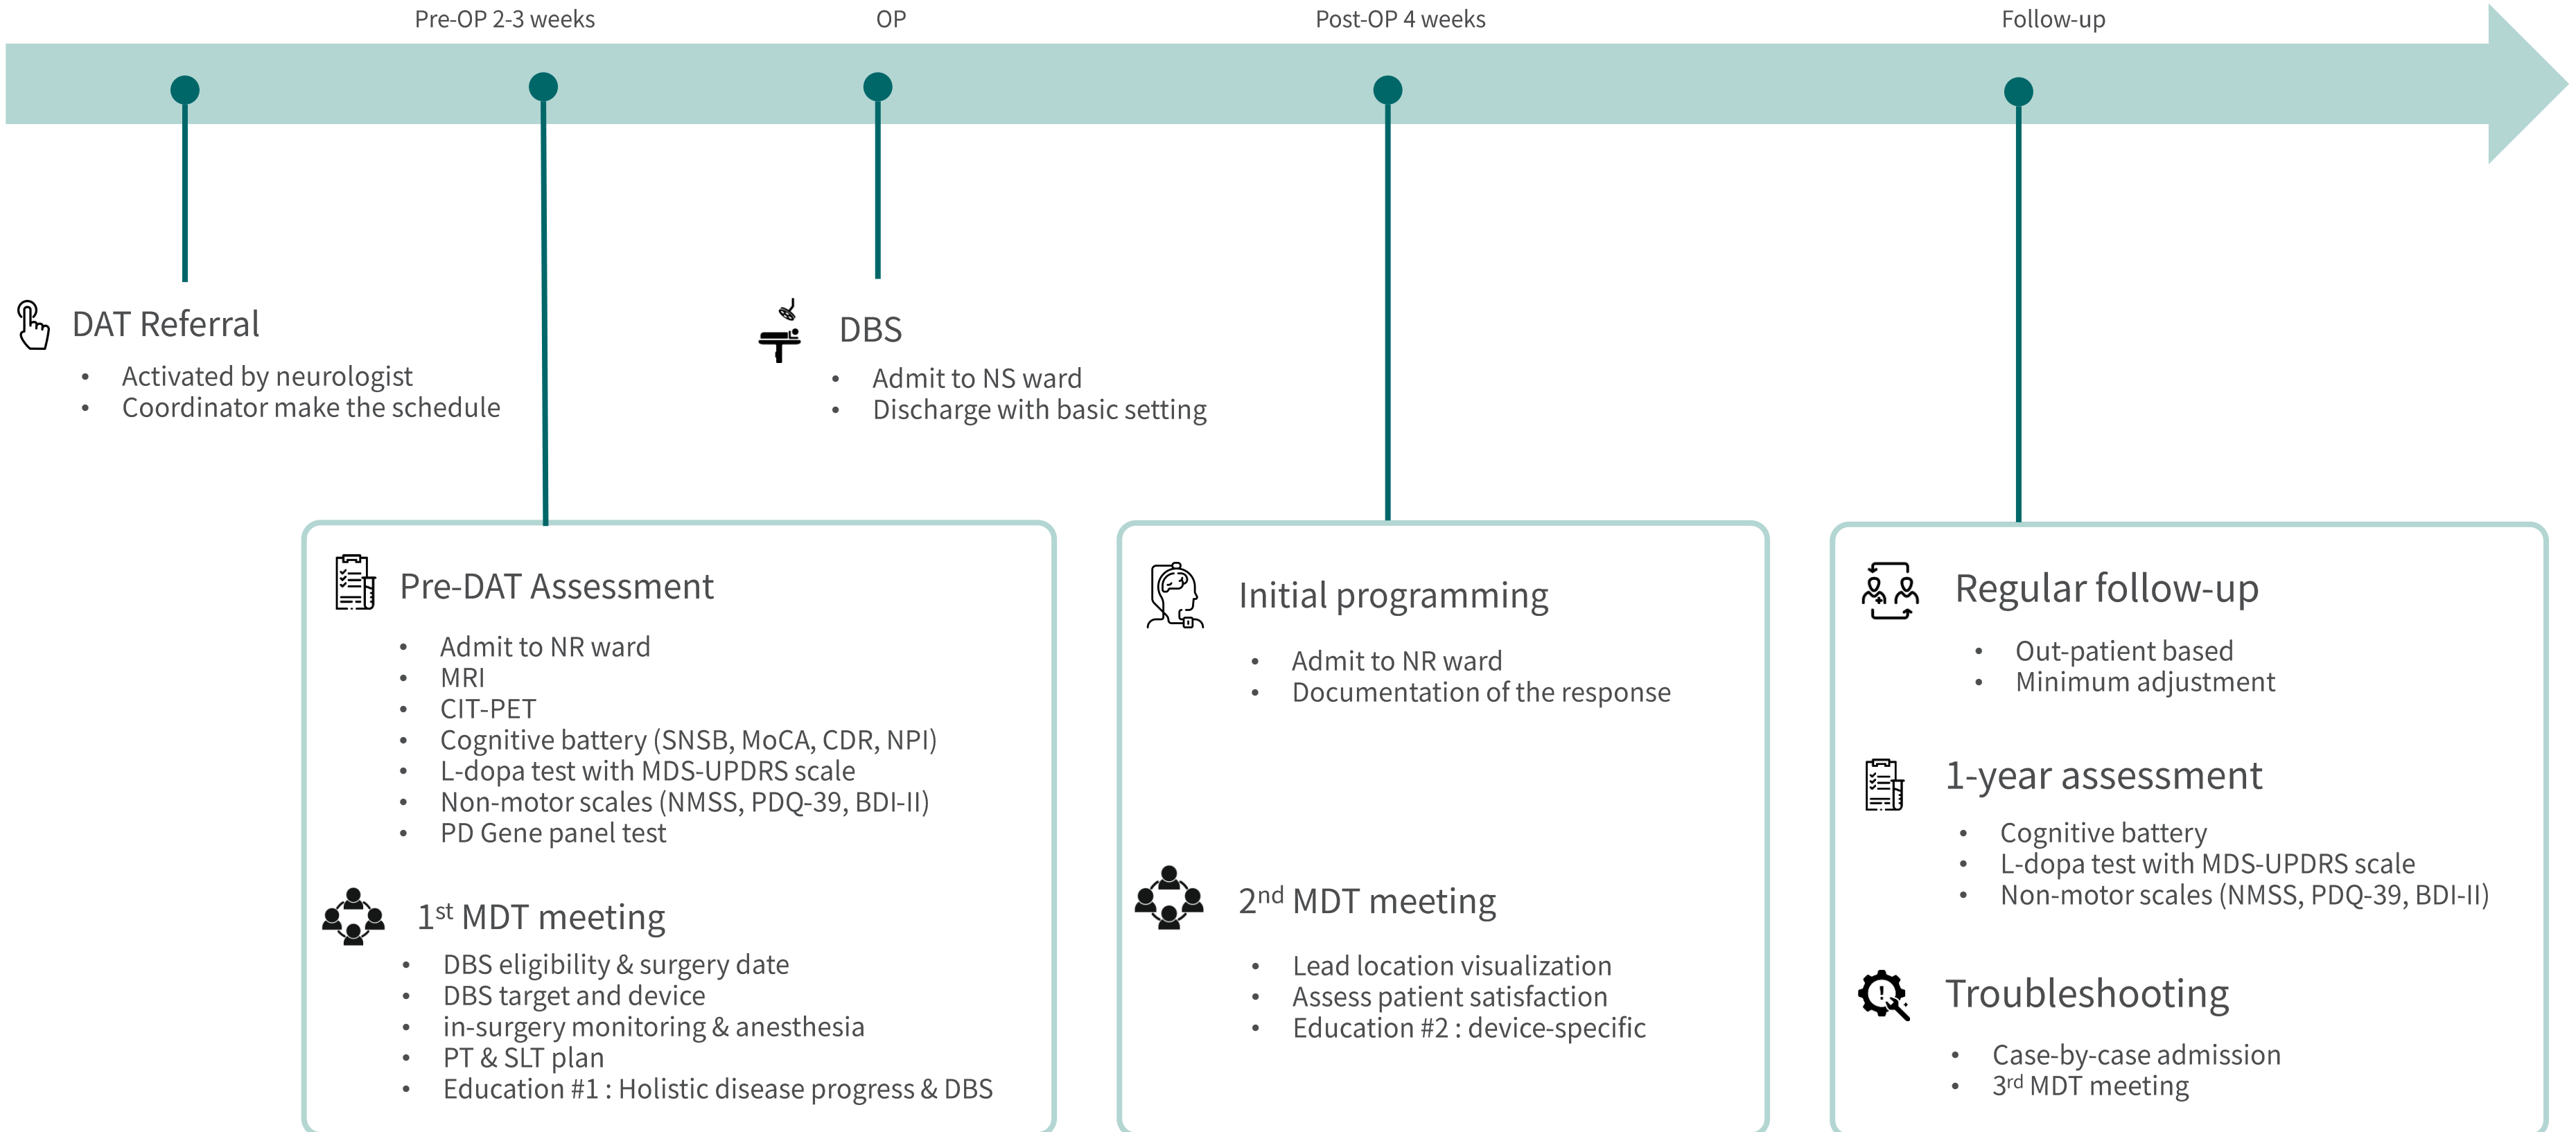 Pre-OP 2-3 weeks
OP
Post-OP 4 weeks
Follow-up
DAT Referral
• Activated by neurologist
• Coordinator make the schedule
DBS
• Admit to NS ward
• Discharge with basic setting
Pre-DAT Assessment
• Admit to NR ward
• MRI
• CIT-PET
• Cognitive battery (SNSB, MoCA, CDR, NPI)
• L-dopa test with MDS-UPDRS scale
• Non-motor scales (NMSS, PDQ-39, BDI-II)
• PD Gene panel test
1st MDT meeting
• DBS eligibility & surgery date
• DBS target and device
• in-surgery monitoring & anesthesia
• PT & SLT plan
• Education #1 : Holistic disease progress & DBS
Initial programming
• Admit to NR ward
• Documentation of the response
2nd MDT meeting
• Lead location visualization
• Assess patient satisfaction
• Education #2 : device-specific
Regular follow-up
• Out-patient based
• Minimum adjustment
1-year assessment
• Cognitive battery
• L-dopa test with MDS-UPDRS scale
• Non-motor scales (NMSS, PDQ-39, BDI-II)
Troubleshooting
• Case-by-case admission
• 3rd MDT meeting